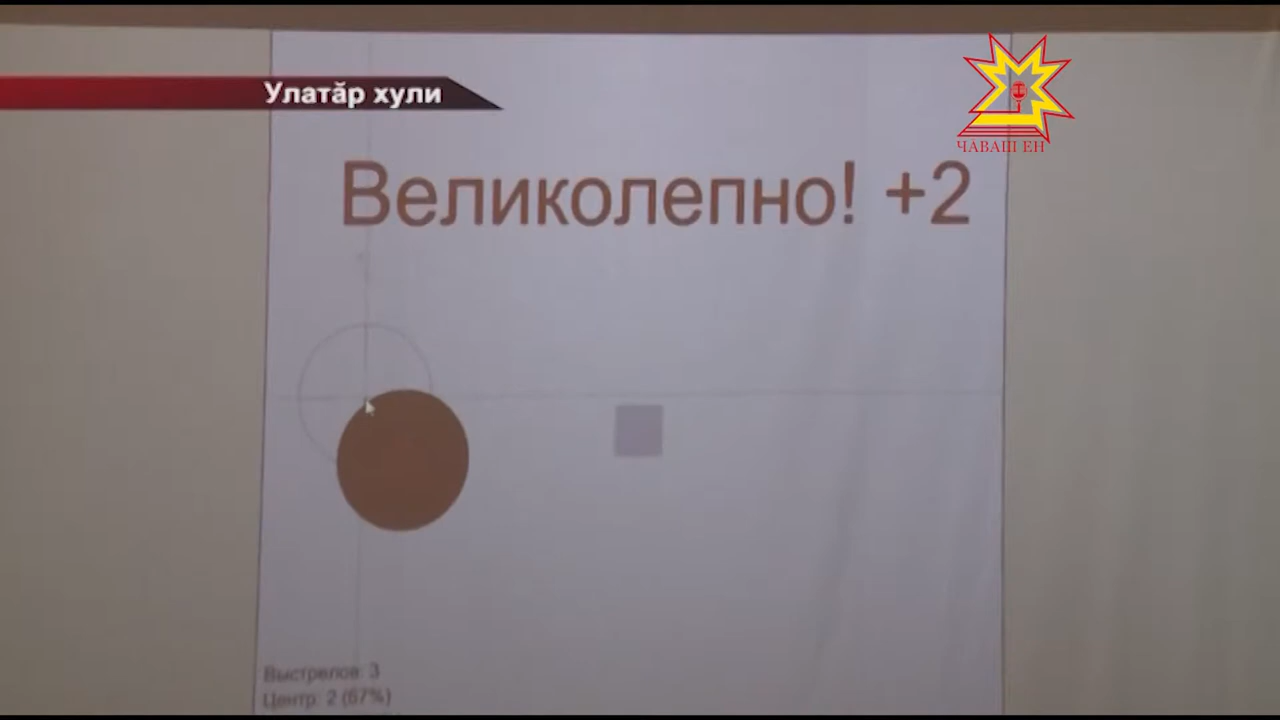 Улатӑр хули
ЧӐВАШ ЕН
Великолепно! +2
Выстрелов: 3
Центр: 2 (67%)